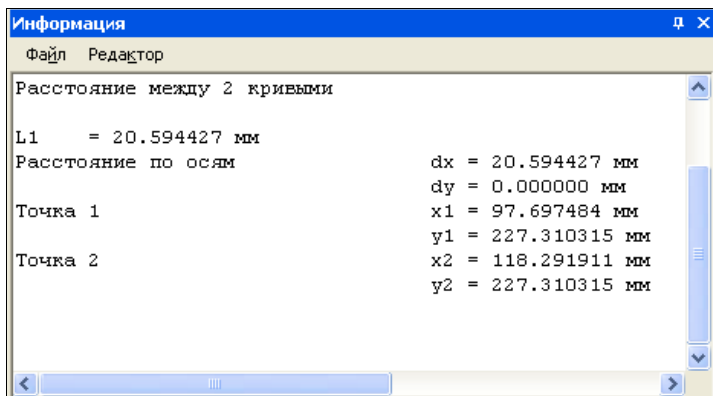 Информация
Файл Редактор
Расстояние между 2 кривыми
L1 = 20.594427 мм
Расстояние по осям dx = 20.594427 мм
dy = 0.000000 мм
Точка 1 x1 = 97.697484 мм
y1 = 227.310315 мм
Точка 2 x2 = 118.291911 мм
y2 = 227.310315 мм